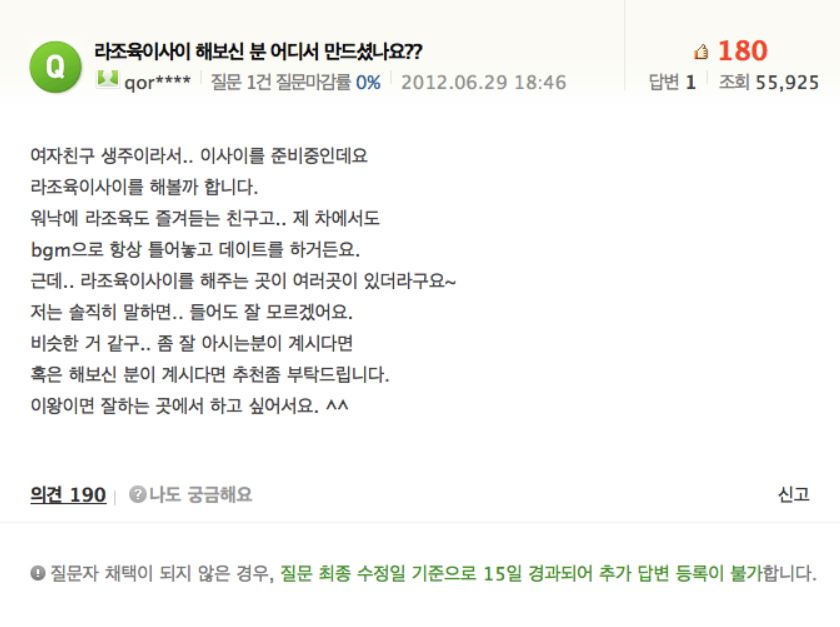 Q
라조육이사이 해보신 분 어디서 만드셨나요??
qor**** 질문 1건 질문마감률 0% 2012.06.29 18:46
180
답변 1 조회 55,925
여자친구 생주이라서.. 이사이를 준비중인데요
라조육이사이를 해볼까 합니다.
워낙에 라조육도 즐겨듣는 친구고.. 제 차에서도
bgm으로 항상 틀어놓고 데이트를 하거든요.
근데.. 라조육이사이를 해주는 곳이 여러곳이 있더라구요~
저는 솔직히 말하면.. 들어도 잘 모르겠어요.
비슷한 거 같구.. 좀 잘 아시는분이 계시다면
혹은 해보신 분이 계시다면 추천좀 부탁드립니다.
이왕이면 잘하는 곳에서 하고 싶어서요. ^^
의견 190 ? 나도 궁금해요 신고
! 질문자 채택이 되지 않은 경우, 질문 최종 수정일 기준으로 15일 경과되어 추가 답변 등록이 불가합니다.